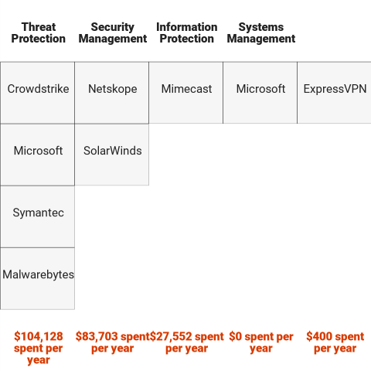 Threat Security Information Systems
Protection Management Protection Management
Crowdstrike Netskope Mimecast Microsoft ExpressVPN
Microsoft SolarWinds
Symantec
Malwarebytes
$104,128 $83,703 spent $27,552 spent $0 spent per $400 spent
spent per per year per year year per year
year